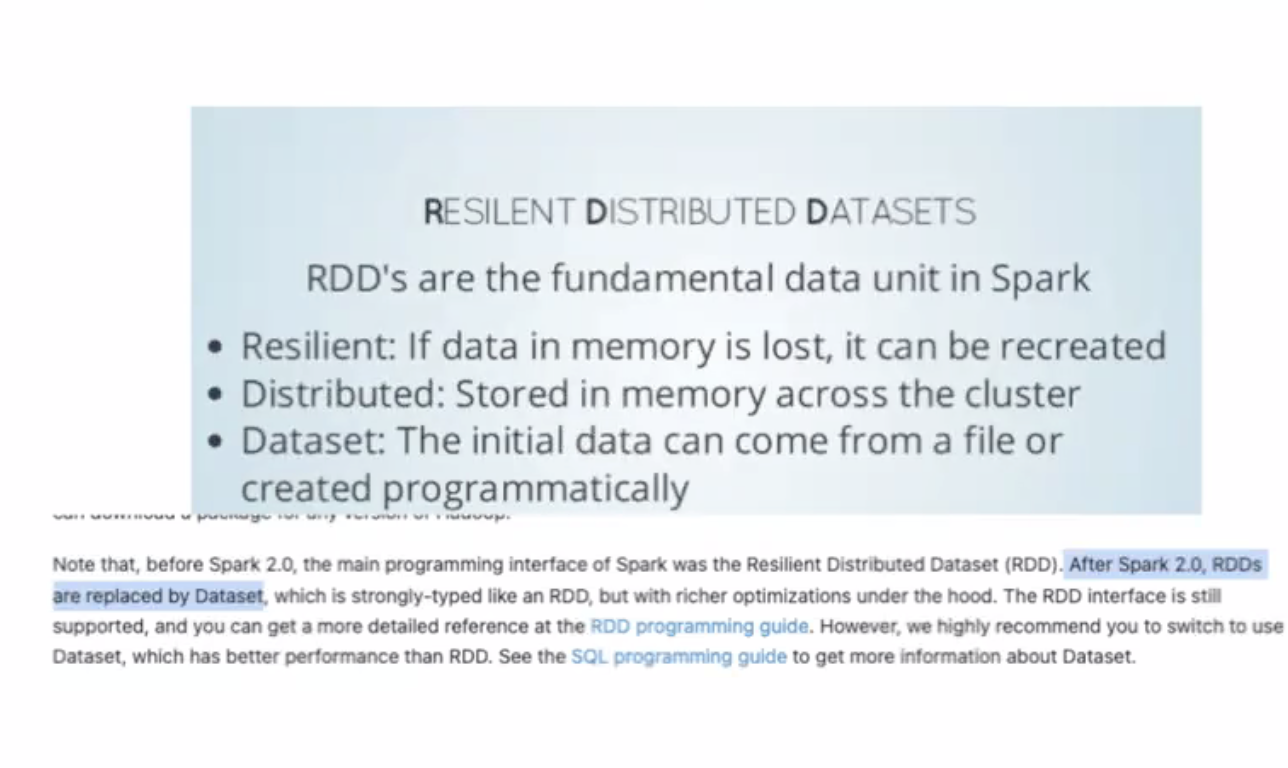 RESILENT DISTRIBUTED DATASETS
RDD's are the fundamental data unit in Spark
• Resilient: If data in memory is lost, it can be recreated
• Distributed: Stored in memory across the cluster
• Dataset: The initial data can come from a file or
created programmatically
can download a package for any version of Hadoop.
Note that, before Spark 2.0, the main programming interface of Spark was the Resilient Distributed Dataset (RDD). After Spark 2.0, RDDs
are replaced by Dataset, which is strongly-typed like an RDD, but with richer optimizations under the hood. The RDD interface is still
supported, and you can get a more detailed reference at the RDD programming guide. However, we highly recommend you to switch to use
Dataset, which has better performance than RDD. See the SQL programming guide to get more information about Dataset.